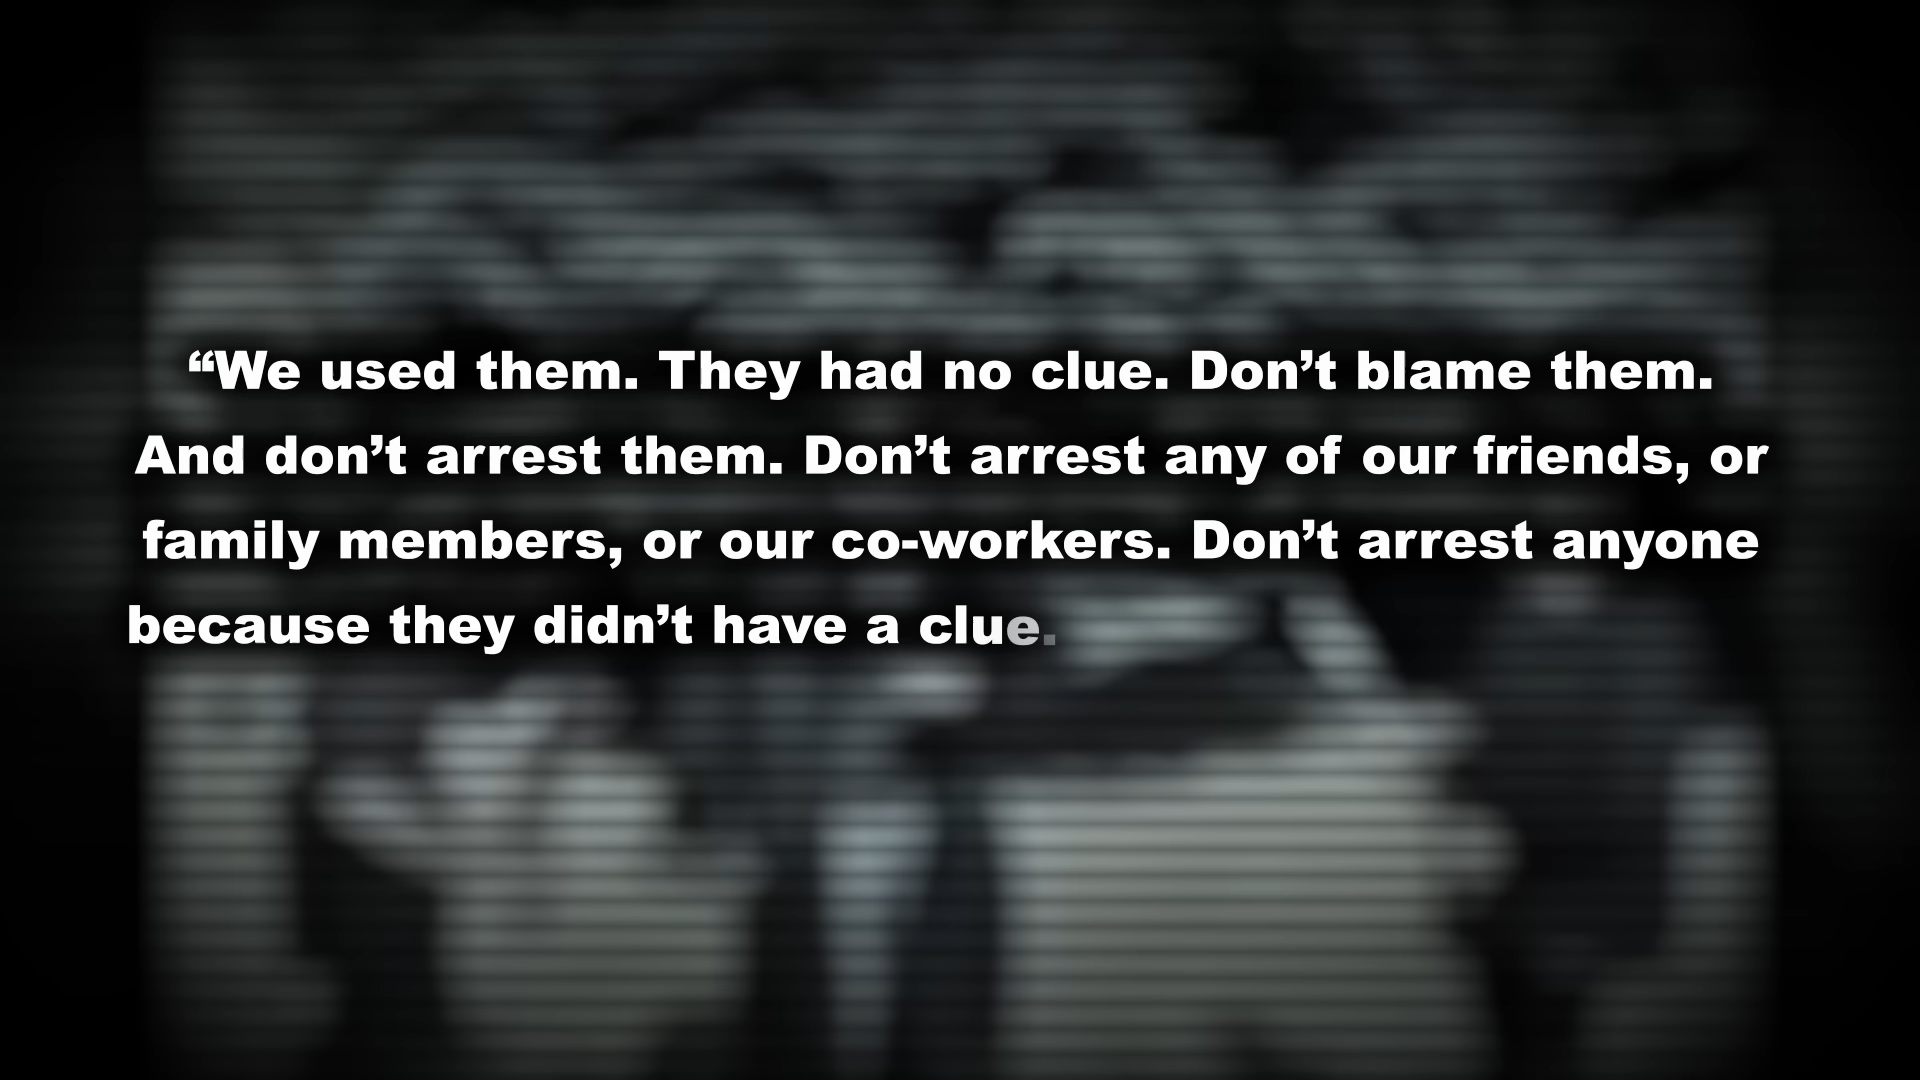 “We used them. They had no clue. Don’t blame them.
And don’t arrest them. Don’t arrest any of our friends, or
family members, or our co-workers. Don’t arrest anyone
because they didn’t have a clue.